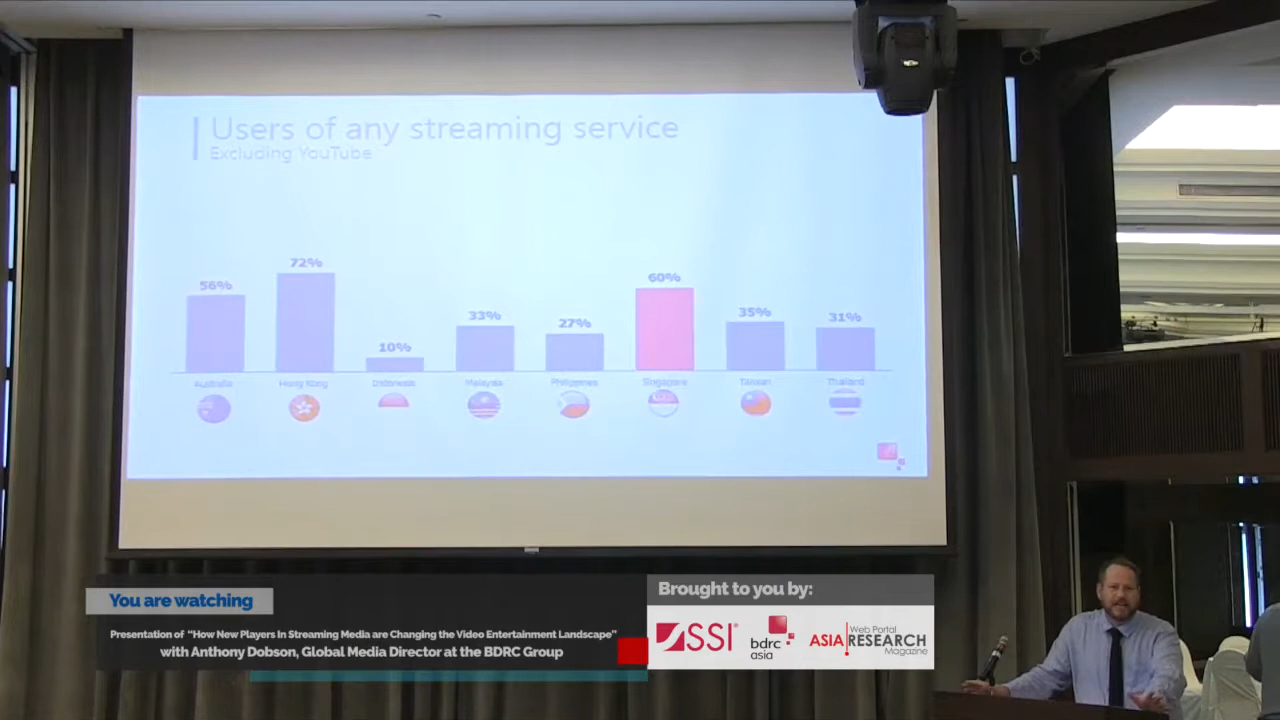 Users of any streaming service
Excluding YouTube
56%
72%
10%
33%
27%
60%
35%
31%
Australia
Hong Kong
Indonesia
Malaysia
Philippines
Singapore
Taiwan
Thailand
You are watching
Presentation of "How New Players In Streaming Media are Changing the Video Entertainment Landscape"
with Anthony Dobson, Global Media Director at the BDRC Group
Brought to you by:
SSI
bdrc
asia
Web Portal
ASIA RESEARCH
Magazine